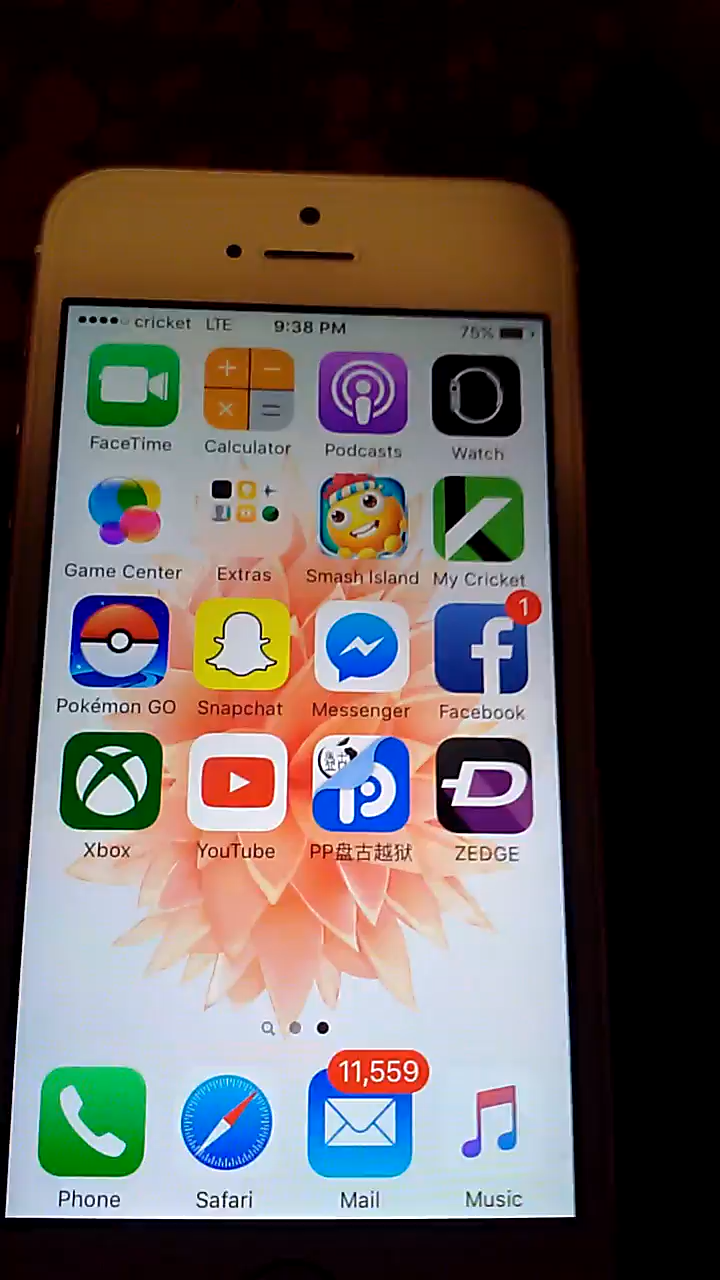 cricket LTE 9:38 PM 75%
FaceTime Calculator Podcasts Watch
Game Center Extras Smash Island My Cricket
1
Pokémon GO Snapchat Messenger Facebook
Xbox YouTube PP盘古越狱 ZEDGE
11,559
Phone Safari Mail Music